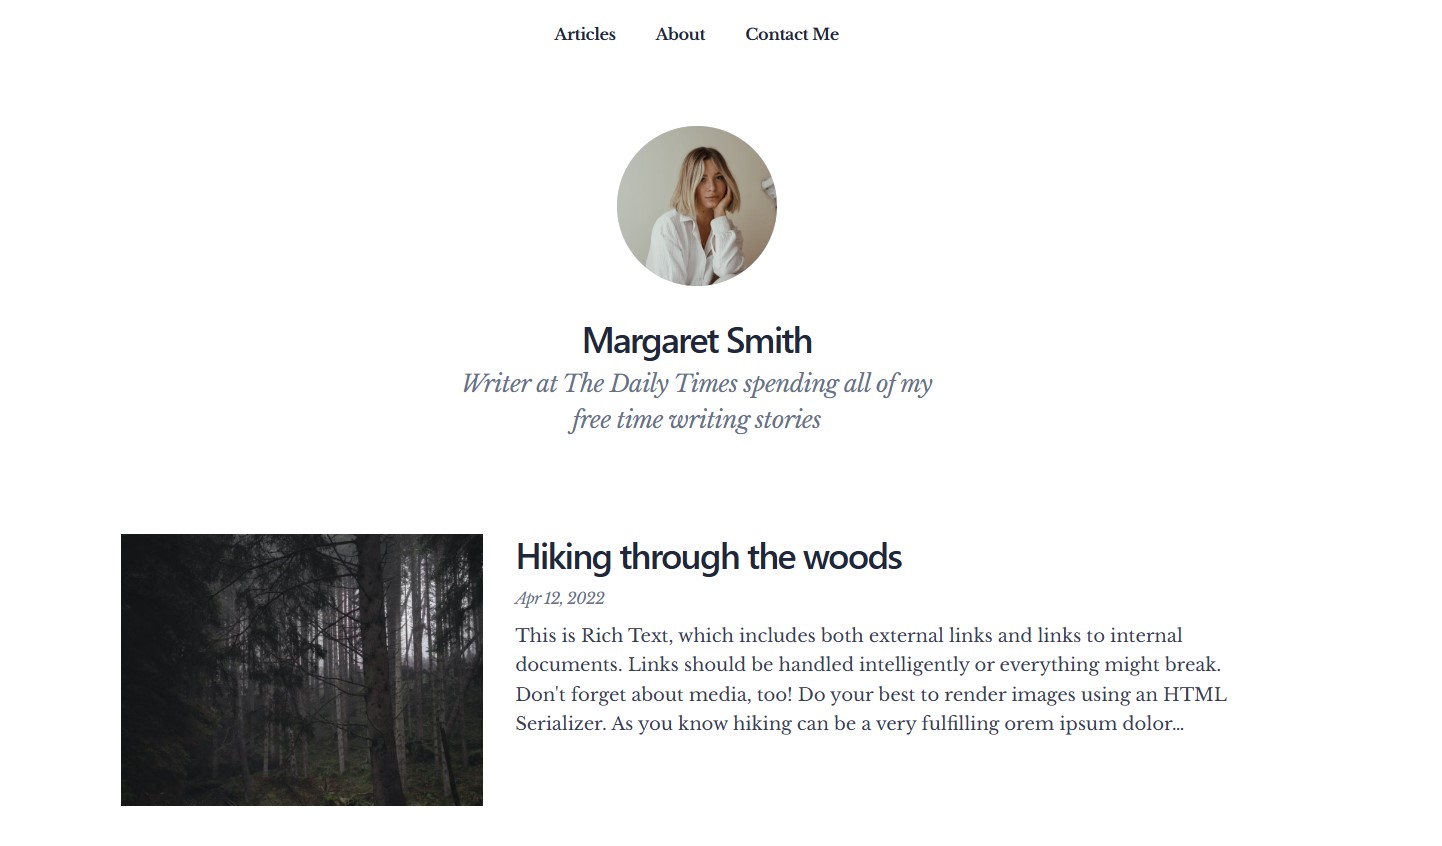 Articles About Contact Me
Margaret Smith
Writer at The Daily Times spending all of my
free time writing stories
Hiking through the woods
Apr 12, 2022
This is Rich Text, which includes both external links and links to internal
documents. Links should be handled intelligently or everything might break.
Don't forget about media, too! Do your best to render images using an HTML
Serializer. As you know hiking can be a very fulfilling orem ipsum dolor…